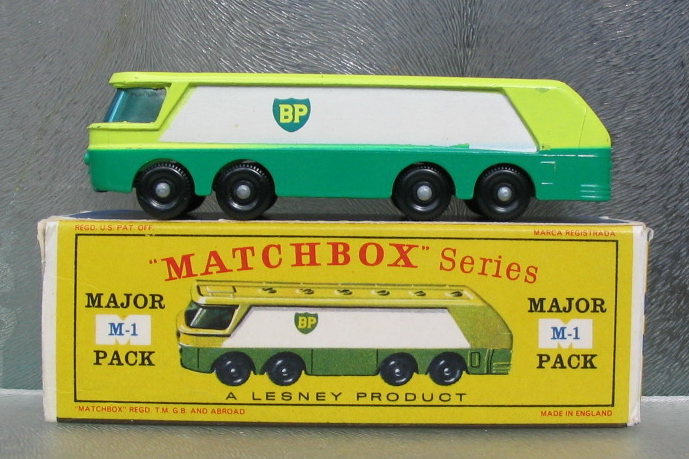 BP
REGD. U.S. PAT. OFF.
MARCA REGISTRADA
"MATCHBOX" Series
MAJOR
M-1
PACK
BP
MAJOR
M-1
PACK
A LESNEY PRODUCT
"MATCHBOX" REGD. T.M. G.B. AND ABROAD
MADE IN ENGLAND